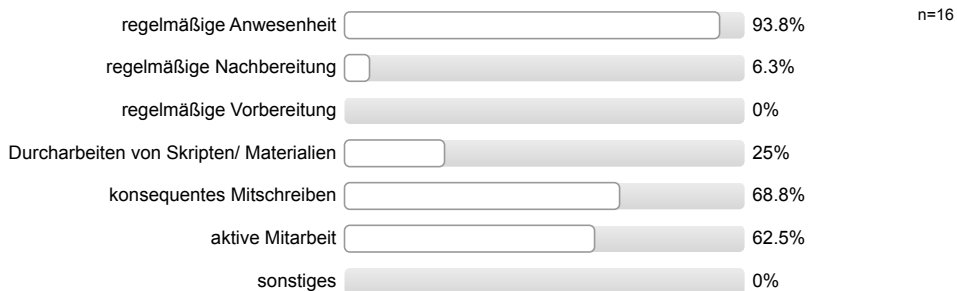 regelmäßige Anwesenheit 93.8% n=16
regelmäßige Nachbereitung 6.3%
regelmäßige Vorbereitung 0%
Durcharbeiten von Skripten/ Materialien 25%
konsequentes Mitschreiben 68.8%
aktive Mitarbeit 62.5%
sonstiges 0%